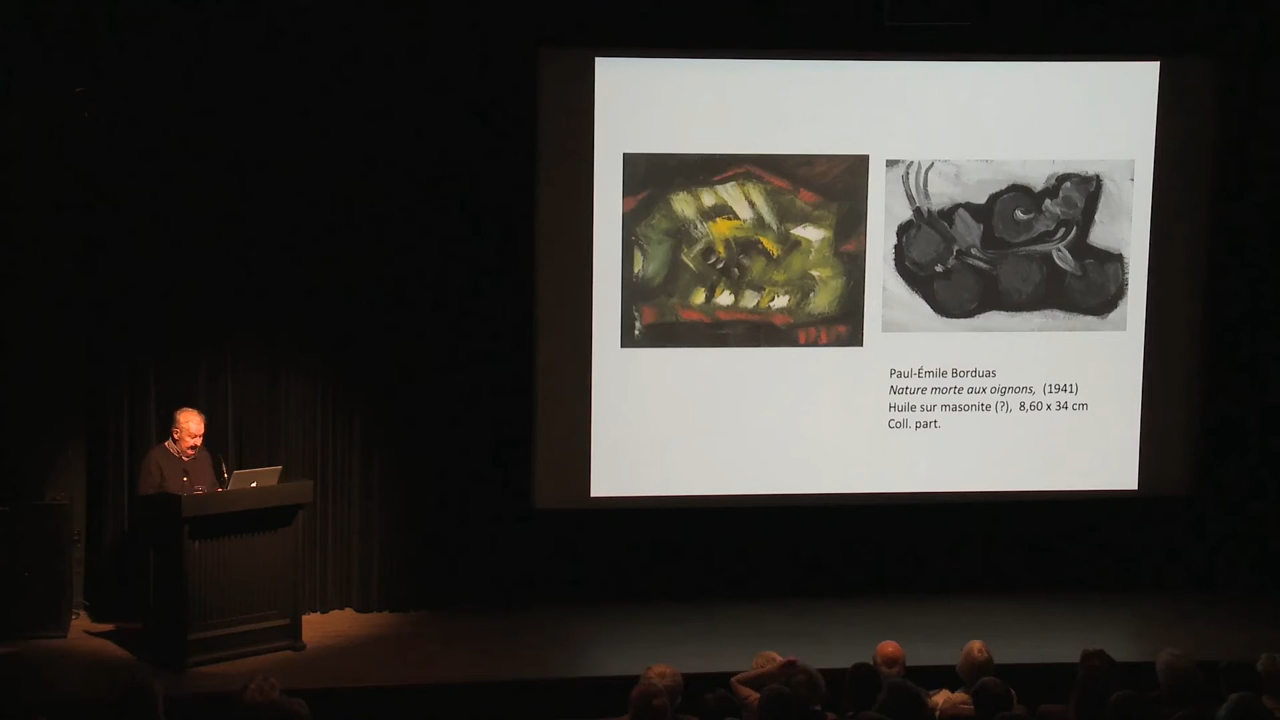 Paul-Émile Borduas
Nature morte aux oignons, (1941)
Huile sur masonite (?), 8,60 x 34 cm
Coll. part.